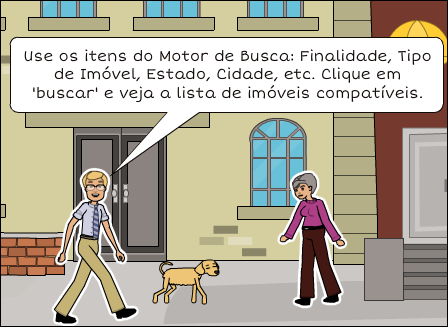 Use os itens do Motor de Busca: Finalidade, Tipo
de Imóvel, Estado, Cidade, etc. Clique em
'buscar' e veja a lista de imóveis compatíveis.